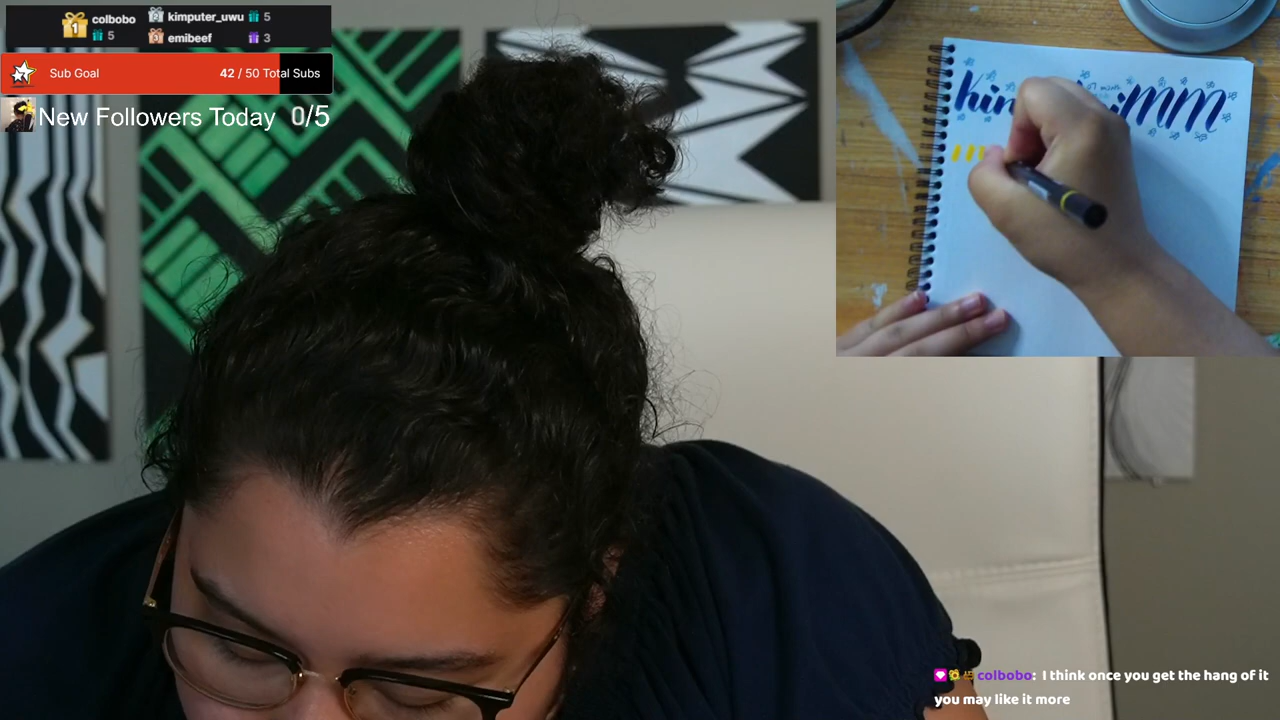 colbobo
5
kimputer_uwu 5
emibeef 3
Sub Goal 42 / 50 Total Subs
New Followers Today 0/5
colbobo: I think once you get the hang of it
you may like it more